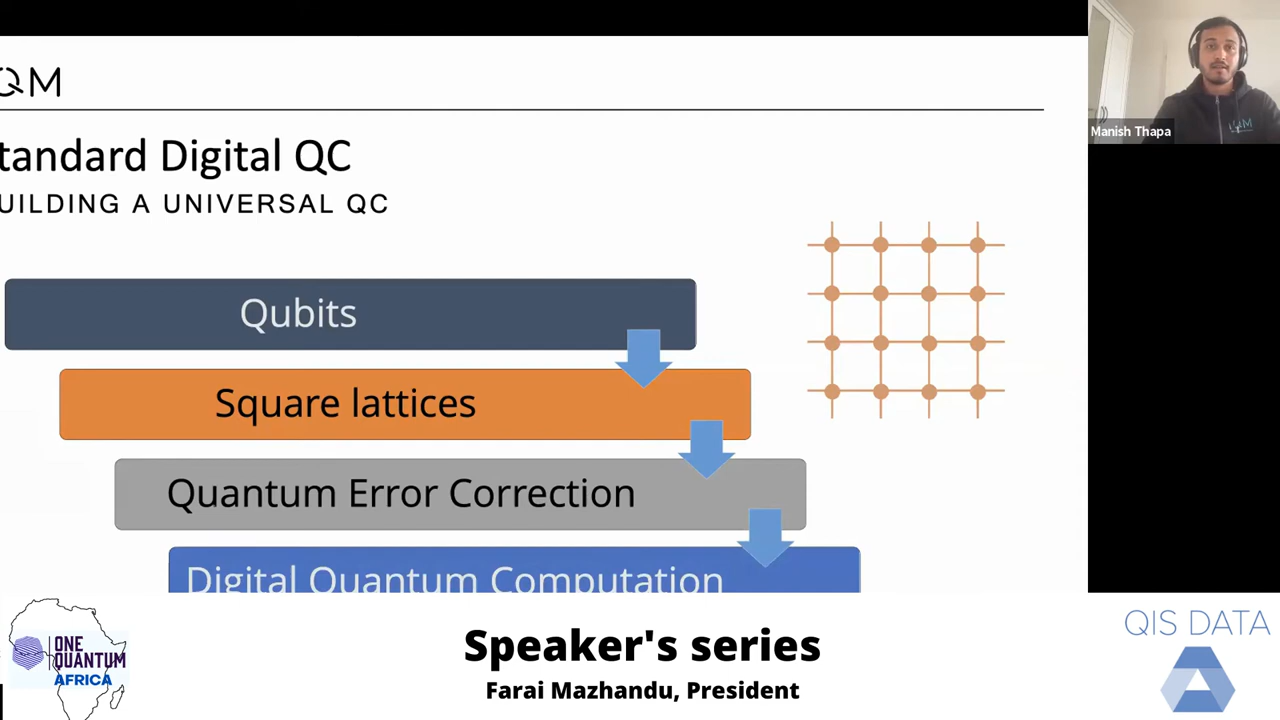 QM
Manish Thapa
tandard Digital QC
UILDING A UNIVERSAL QC
Qubits
Square lattices
Quantum Error Correction
Digital Quantum Computation
ONE
QUANTUM
AFRICA
Speaker's series
Farai Mazhandu, President
QIS DATA